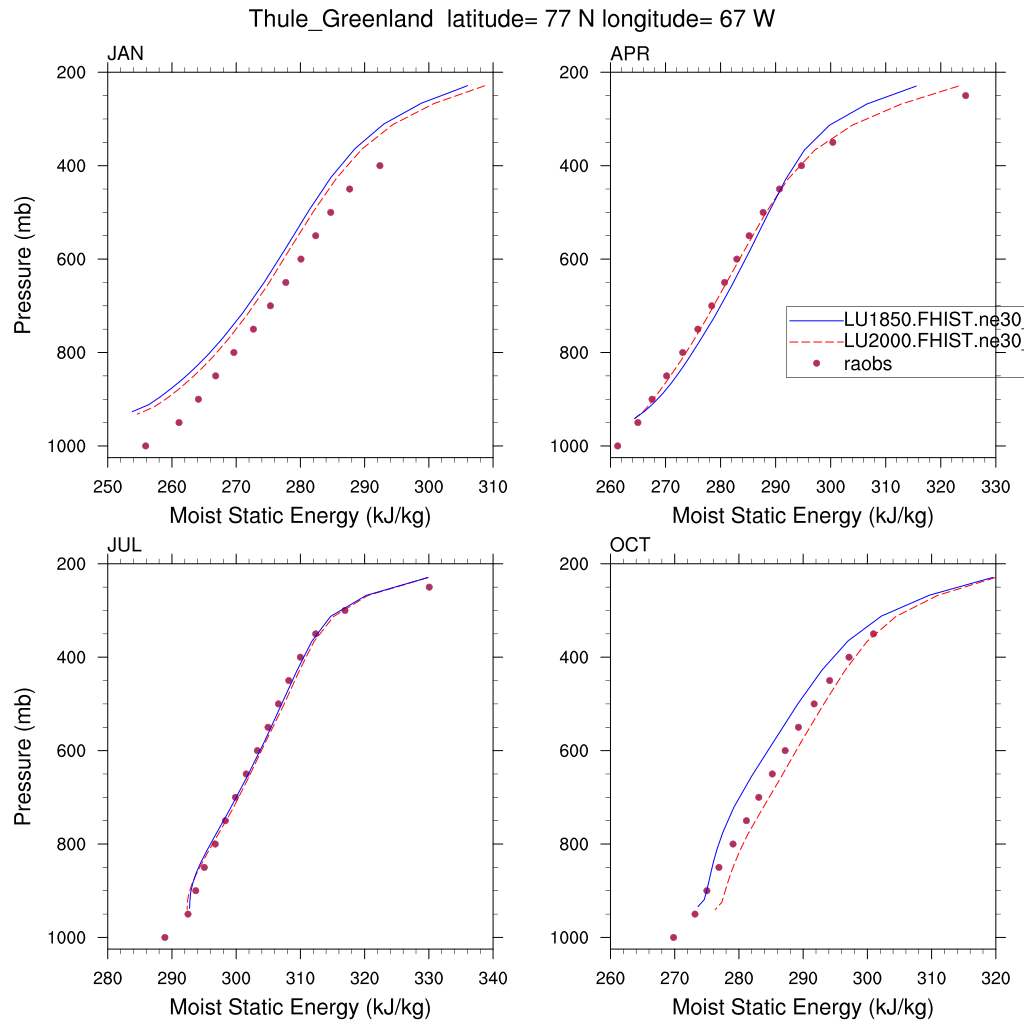 Thule_Greenland latitude= 77 N longitude= 67 W
JAN
200
400
600
800
1000
Pressure (mb)
250 260 270 280 290 300 310
Moist Static Energy (kJ/kg)
APR
200
400
600
800
1000
260 270 280 290 300 310 320 330
Moist Static Energy (kJ/kg)
LU1850.FHIST.ne30_
LU2000.FHIST.ne30_
raobs
JUL
200
400
600
800
1000
Pressure (mb)
280 290 300 310 320 330 340
Moist Static Energy (kJ/kg)
OCT
200
400
600
800
1000
260 270 280 290 300 310 320
Moist Static Energy (kJ/kg)